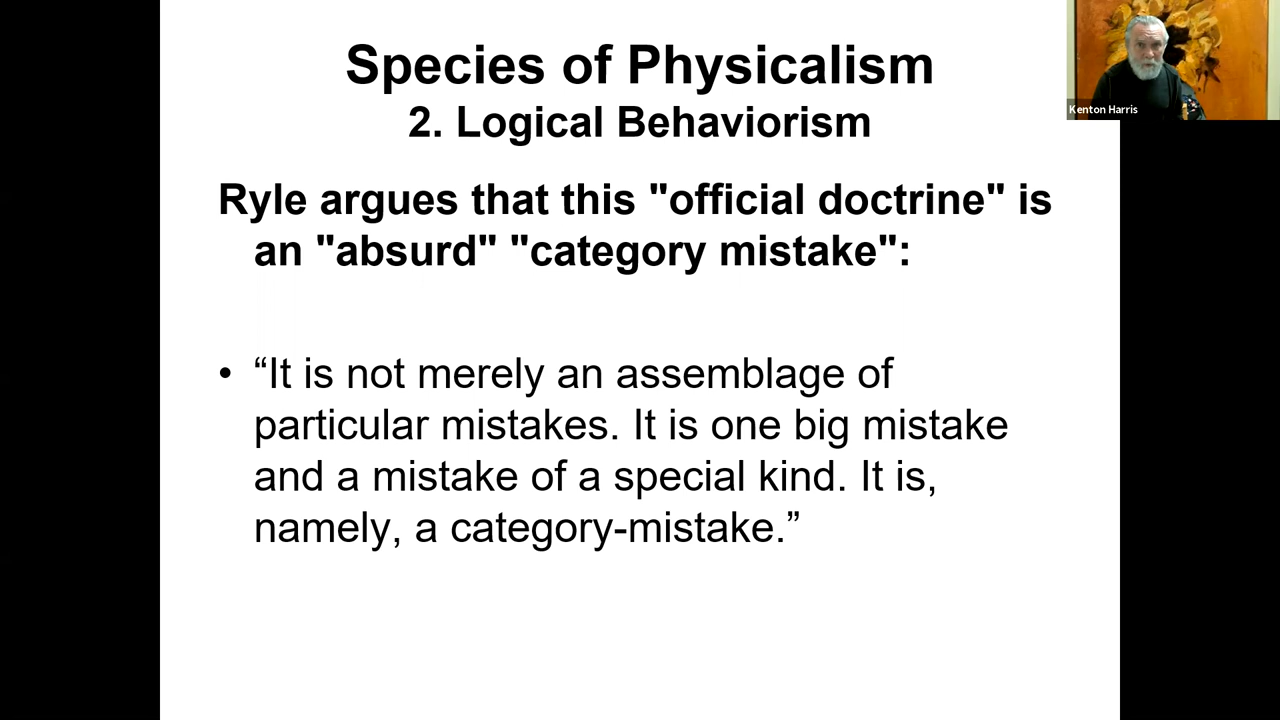 Species of Physicalism
2. Logical Behaviorism
Kenton Harris
Ryle argues that this "official doctrine" is
an "absurd" "category mistake":
• “It is not merely an assemblage of
particular mistakes. It is one big mistake
and a mistake of a special kind. It is,
namely, a category-mistake.”